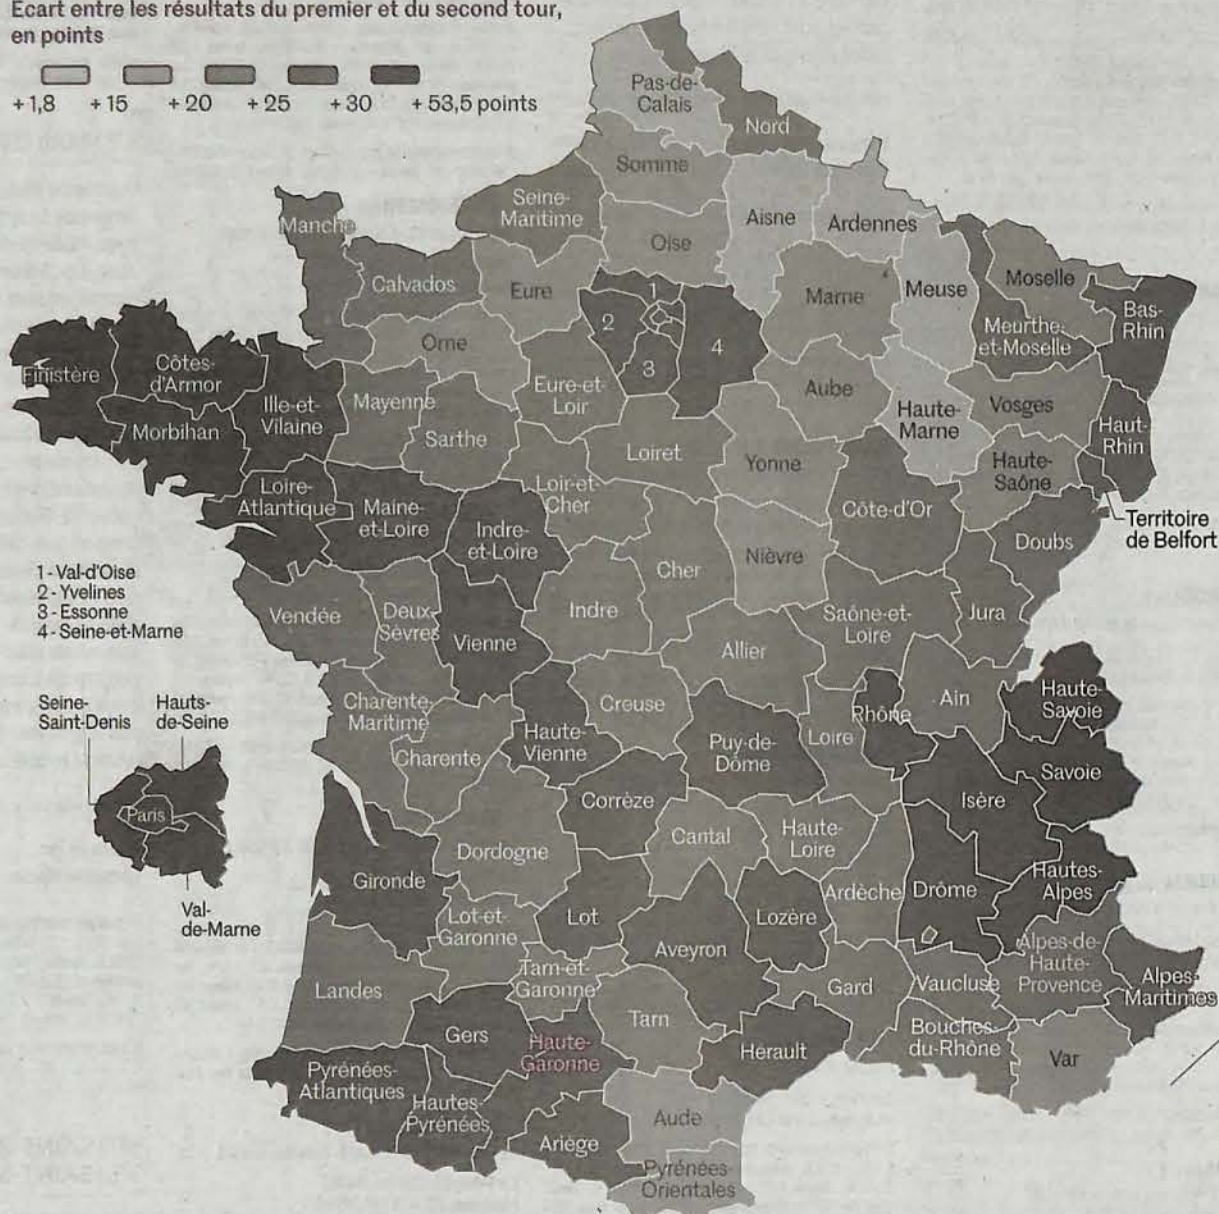 Écart entre les résultats du premier et du second tour,
en points
+ 1,8 + 15 + 20 + 25 + 30 + 53,5 points
Pas-de-
Calais
Nord
Somme
Seine-
Maritime
Oise
Aisne
Ardennes
Manche
Calvados
Eure
1
2
3
4
Marne
Meuse
Moselle
Meurthe-
et-Moselle
Bas-
Rhin
Finistère
Côtes-
d'Armor
Morbihan
Ille-et-
Vilaine
Mayenne
Orne
Sarthe
Eure-et-
Loir
Aube
Haute-
Marne
Vosges
Haut-
Rhin
Haute-
Saône
Territoire
de Belfort
Loire-
Atlantique
Maine-
et-Loire
Indre-
et-Loire
Loir-et-
Cher
Loiret
Yonne
Côte-d'Or
Doubs
1 - Val-d'Oise
2 - Yvelines
3 - Essonne
4 - Seine-et-Marne
Vendée
Deux-
Sèvres
Vienne
Indre
Cher
Nièvre
Saône-et-
Loire
Jura
Allier
Seine-
Saint-Denis
Hauts-
de-Seine
Paris
Val-
de-Marne
Charente-
Maritime
Charente
Haute-
Vienne
Creuse
Puy-de-
Dôme
Loire
Rhône
Ain
Haute-
Savoie
Savoie
Isère
Corrèze
Cantal
Haute-
Loire
Dordogne
Gironde
Lot-et-
Garonne
Lot
Aveyron
Lozère
Ardèche
Drôme
Hautes-
Alpes
Landes
Tarn-et-
Garonne
Tarn
Gard
Vaucluse
Alpes-de-
Haute-
Provence
Alpes-
Maritimes
Gers
Haute-
Garonne
Hérault
Bouches-
du-Rhône
Var
Pyrénées-
Atlantiques
Hautes-
Pyrénées
Ariège
Aude
Pyrénées-
Orientales